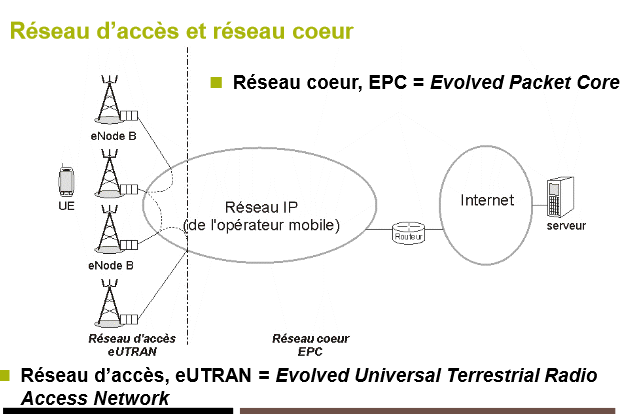 Réseau d'accès et réseau coeur
Réseau coeur, EPC = Evolved Packet Core
eNode B
UE
Réseau IP
(de l'opérateur mobile)
Internet
Routeur
serveur
eNode B
Réseau d'accès
eUTRAN
Réseau coeur
EPC
Réseau d'accès, eUTRAN = Evolved Universal Terrestrial Radio
Access Network